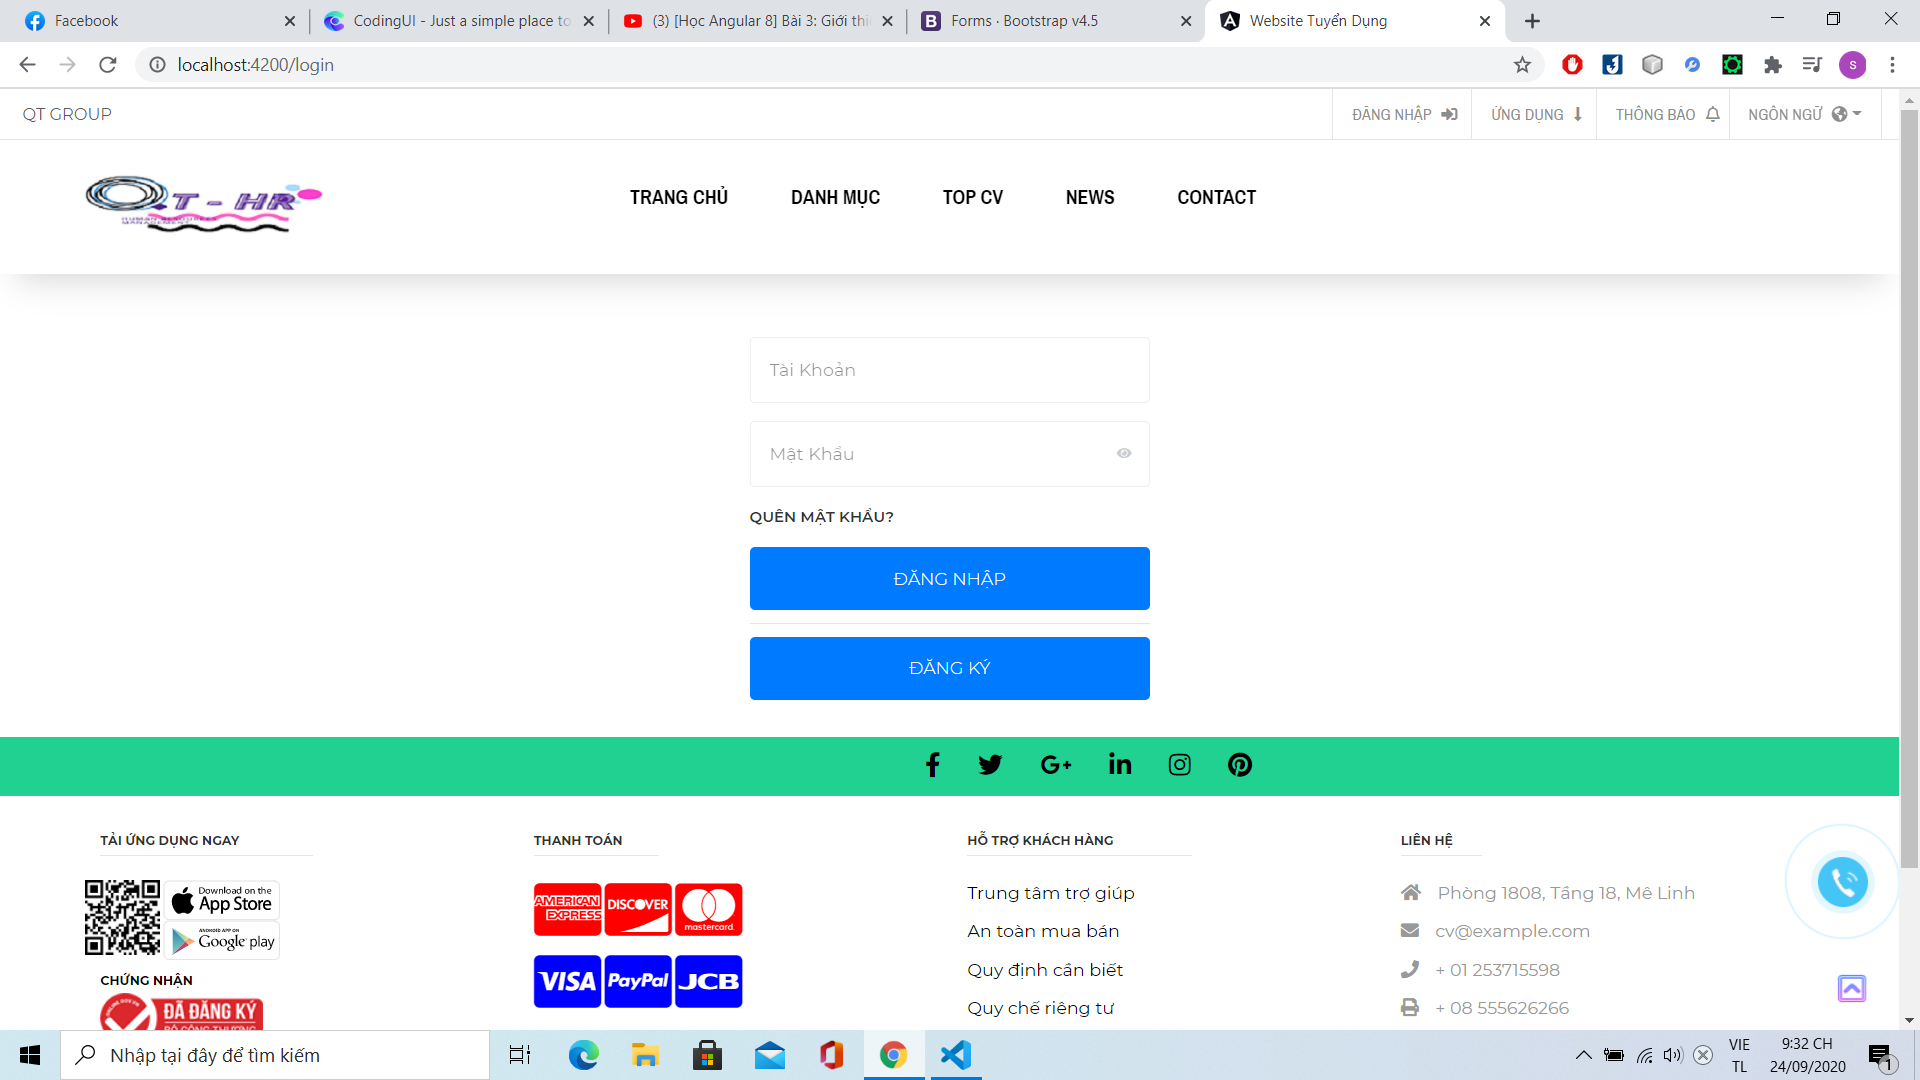 Facebook
CodingUI - Just a simple place to
(3) [Học Angular 8] Bài 3: Giới thi
Forms · Bootstrap v4.5
Website Tuyển Dụng
localhost:4200/login
S
QT GROUP
ĐĂNG NHẬP
ỨNG DỤNG
THÔNG BÁO
NGÔN NGỮ
QT - HR
HUMAN RESOURCES
MANAGEMENT
TRANG CHỦ
DANH MỤC
TOP CV
NEWS
CONTACT
Tài Khoản
Mật Khẩu
QUÊN MẬT KHẨU?
ĐĂNG NHẬP
ĐĂNG KÝ
TẢI ỨNG DỤNG NGAY
Download on the
App Store
ANDROID APP ON
Google play
CHỨNG NHẬN
ONLINE.GOV.VN
ĐÃ ĐĂNG KÝ
BỘ CÔNG THƯƠNG
THANH TOÁN
AMERICAN
EXPRESS
DISCOVER
mastercard
VISA
PayPal
JCB
HỖ TRỢ KHÁCH HÀNG
Trung tâm trợ giúp
An toàn mua bán
Quy định cần biết
Quy chế riêng tư
LIÊN HỆ
Phòng 1808, Tầng 18, Mê Linh
cv@example.com
+ 01 253715598
+ 08 555626266
Nhập tại đây để tìm kiếm
VIE
TL
9:32 CH
24/09/2020
1